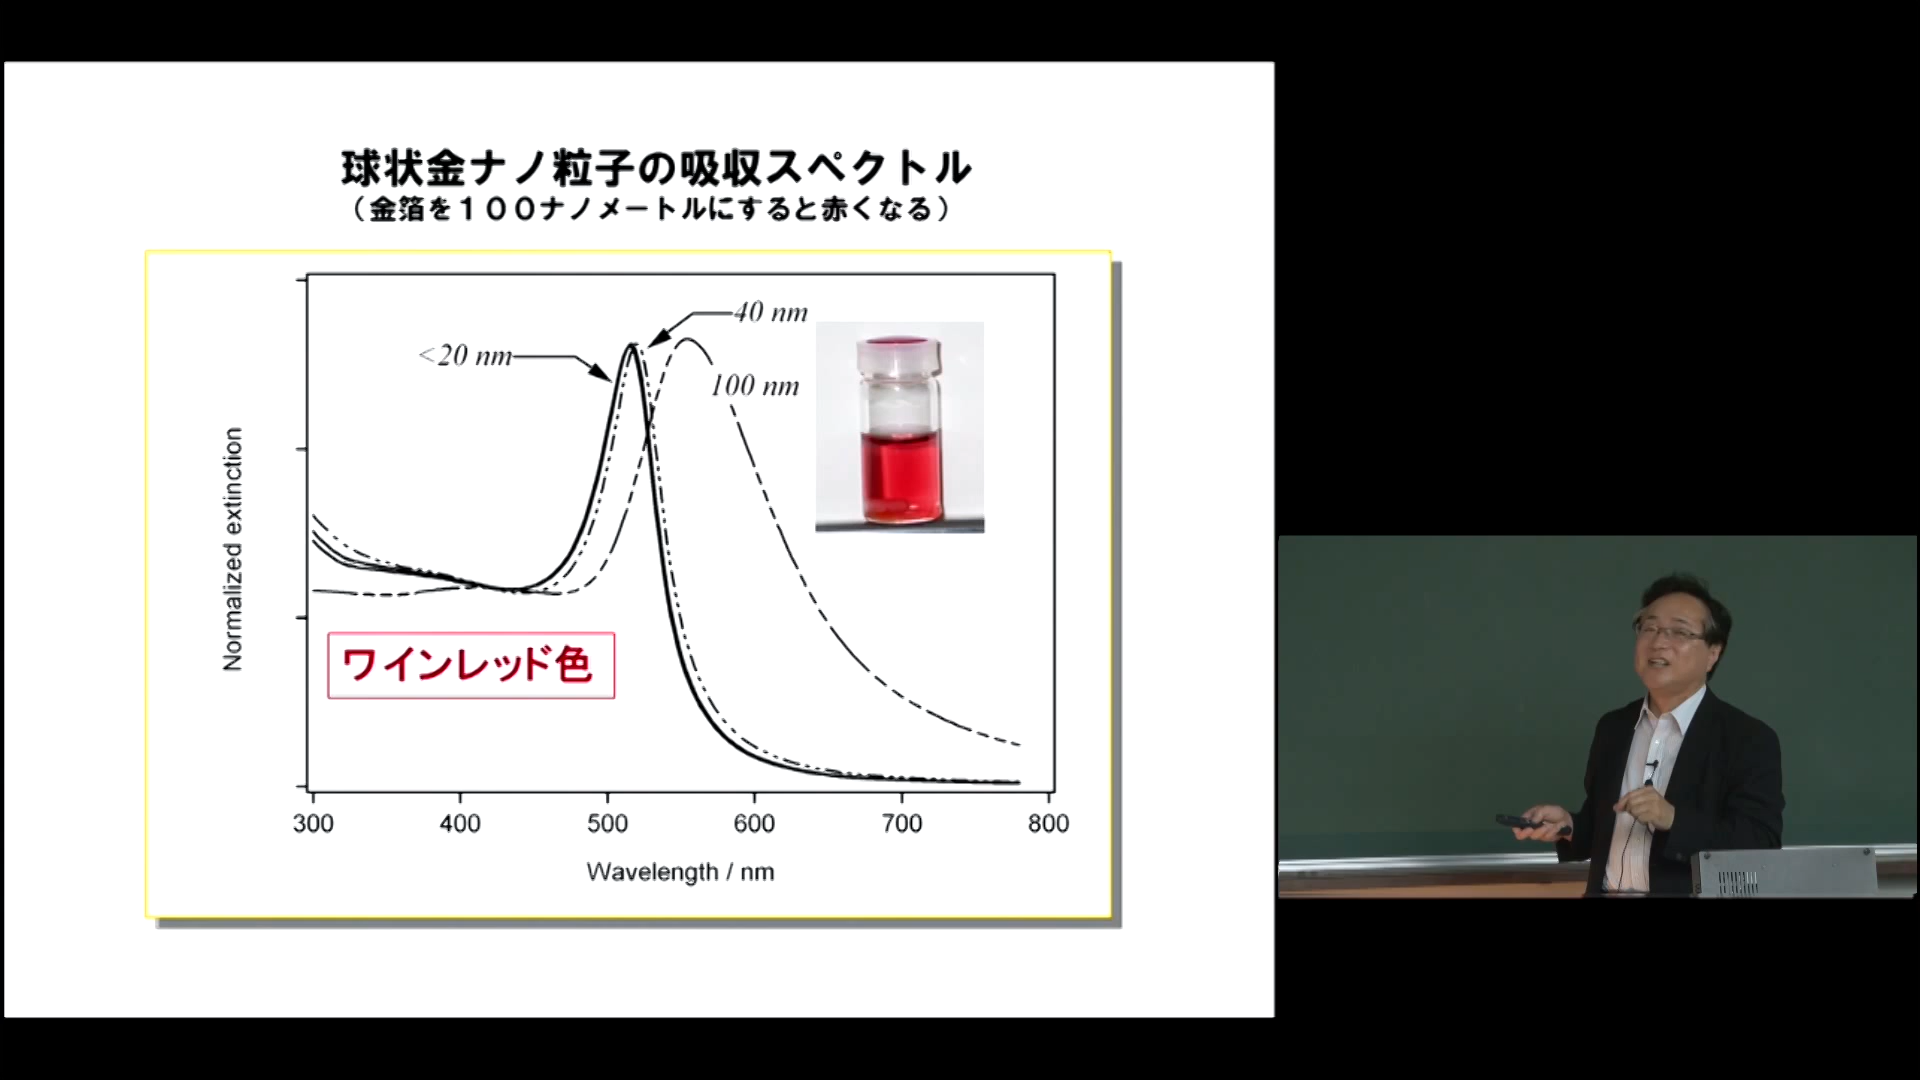 球状金ナノ粒子の吸収スペクトル
（金箔を１００ナノメートルにすると赤くなる）
40 nm
<20 nm
100 nm
Normalized extinction
ワインレッド色
300 400 500 600 700 800
Wavelength / nm